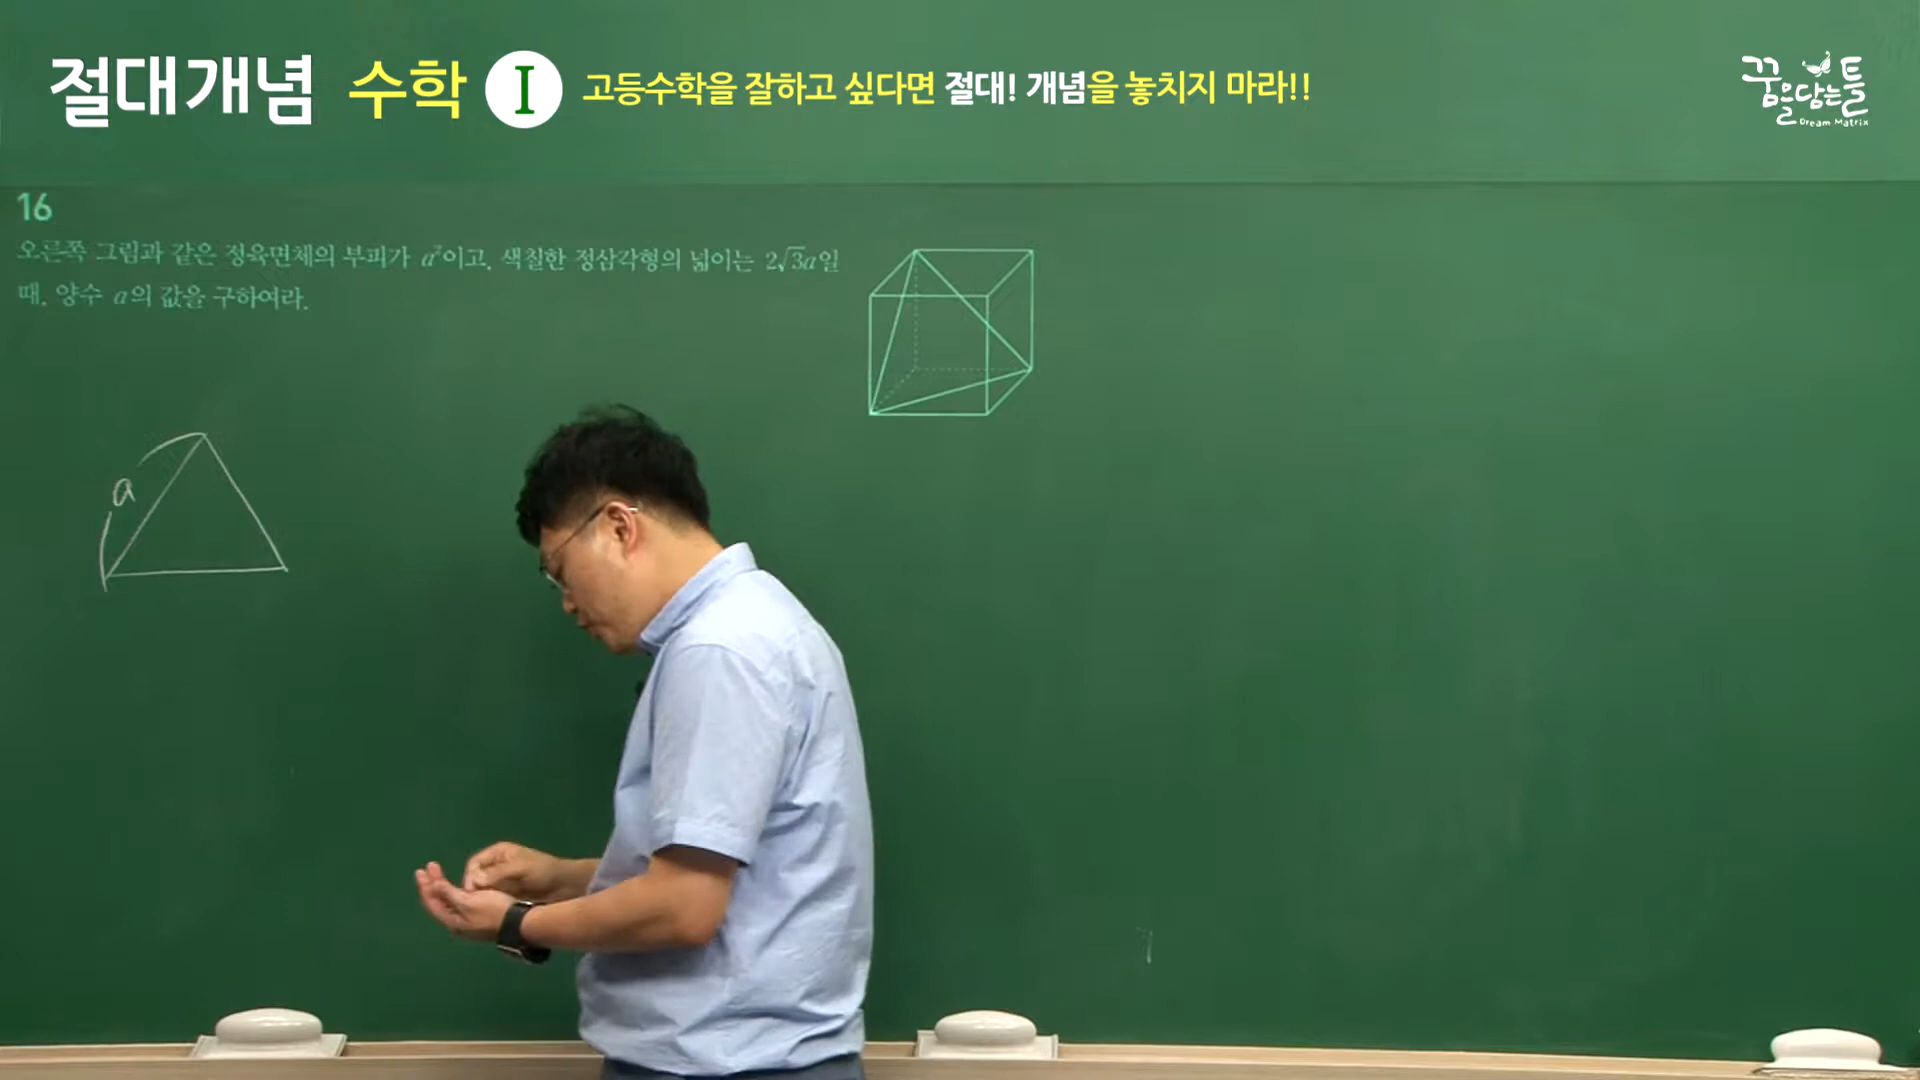 절대개념 수학 I 고등수학을 잘하고 싶다면 절대! 개념을 놓치지 마라!!
꿈을담는틀
Dream Matrix
16
오른쪽 그림과 같은 정육면체의 부피가 a²이고, 색칠한 정삼각형의 넓이는 2√3a일
때, 양수 a의 값을 구하여라.
a